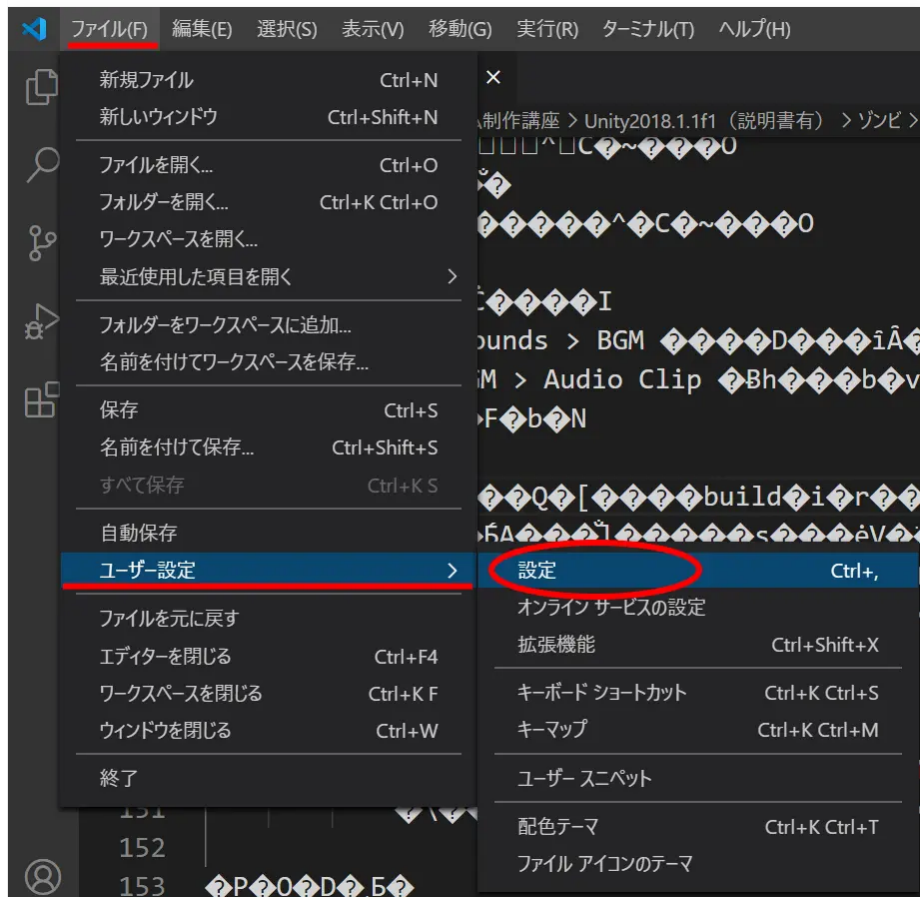 ファイル(F) 編集(E) 選択(S) 表示(V) 移動(G) 実行(R) ターミナル(T) ヘルプ(H)
新規ファイル Ctrl+N
新しいウィンドウ Ctrl+Shift+N
ファイルを開く... Ctrl+O
フォルダーを開く... Ctrl+K Ctrl+O
ワークスペースを開く...
最近使用した項目を開く >
フォルダーをワークスペースに追加...
名前を付けてワークスペースを保存...
保存 Ctrl+S
名前を付けて保存... Ctrl+Shift+S
すべて保存 Ctrl+K S
自動保存
ユーザー設定 >
ファイルを元に戻す
エディターを閉じる Ctrl+F4
ワークスペースを閉じる Ctrl+K F
ウィンドウを閉じる Ctrl+W
終了
制作講座 > Unity2018.1.1f1（説明書有） > ゾンビ >
�����^�C�~���O
����I
ounds > BGM ����D���îÂ�
M > Audio Clip �Ƀh���b�v
F�b�N
��Q�[����build�i�r��
設定 Ctrl+,
オンライン サービスの設定
拡張機能 Ctrl+Shift+X
キーボード ショートカット Ctrl+K Ctrl+S
キーマップ Ctrl+K Ctrl+M
ユーザー スニペット
配色テーマ Ctrl+K Ctrl+T
ファイル アイコンのテーマ
151
152
153 �P�O�D�